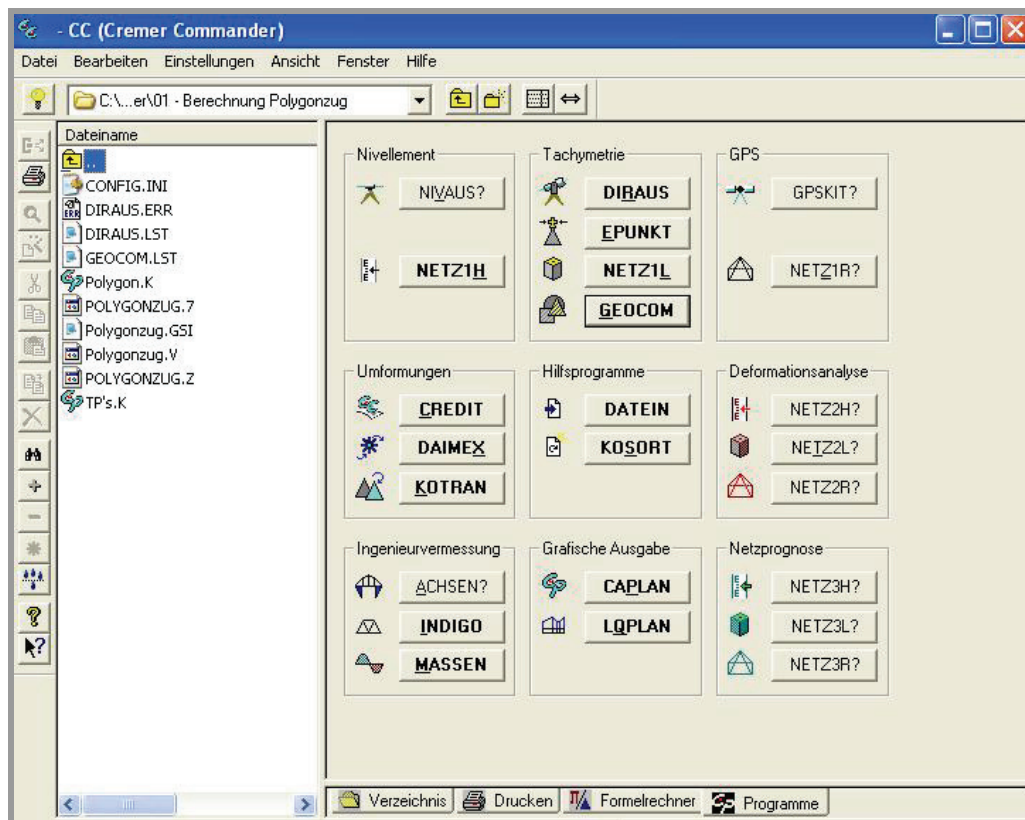 - CC (Cremer Commander)
Datei Bearbeiten Einstellungen Ansicht Fenster Hilfe
C:\...er\01 - Berechnung Polygonzug
Dateiname
..
CONFIG.INI
DIRAUS.ERR
DIRAUS.LST
GEOCOM.LST
Polygon.K
POLYGONZUG.7
Polygonzug.GSI
Polygonzug.V
POLYGONZUG.Z
TP's.K
Nivellement
NIVAUS?
NETZ1H
Tachymetrie
DIRAUS
EPUNKT
NETZ1L
GEOCOM
GPS
GPSKIT?
NETZ1R?
Umformungen
CREDIT
DAIMEX
KOTRAN
Hilfsprogramme
DATEIN
KOSORT
Deformationsanalyse
NETZ2H?
NETZ2L?
NETZ2R?
Ingenieurvermessung
ACHSEN?
INDIGO
MASSEN
Grafische Ausgabe
CAPLAN
LQPLAN
Netzprognose
NETZ3H?
NETZ3L?
NETZ3R?
Verzeichnis Drucken Formelrechner Programme